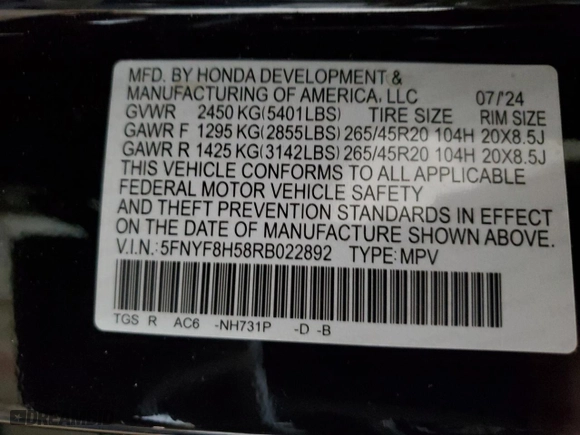 MFD. BY HONDA DEVELOPMENT &
MANUFACTURING OF AMERICA, LLC 07/'24
GVWR 2450 KG(5401LBS) TIRE SIZE RIM SIZE
GAWR F 1295 KG(2855LBS) 265/45R20 104H 20X8.5J
GAWR R 1425 KG(3142LBS) 265/45R20 104H 20X8.5J
THIS VEHICLE CONFORMS TO ALL APPLICABLE
FEDERAL MOTOR VEHICLE SAFETY
AND THEFT PREVENTION STANDARDS IN EFFECT
ON THE DATE OF MANUFACTURE SHOWN ABOVE.
V.I.N.:5FNYF8H58RB022892 TYPE:MPV
TGS R AC6 -NH731P -D -B